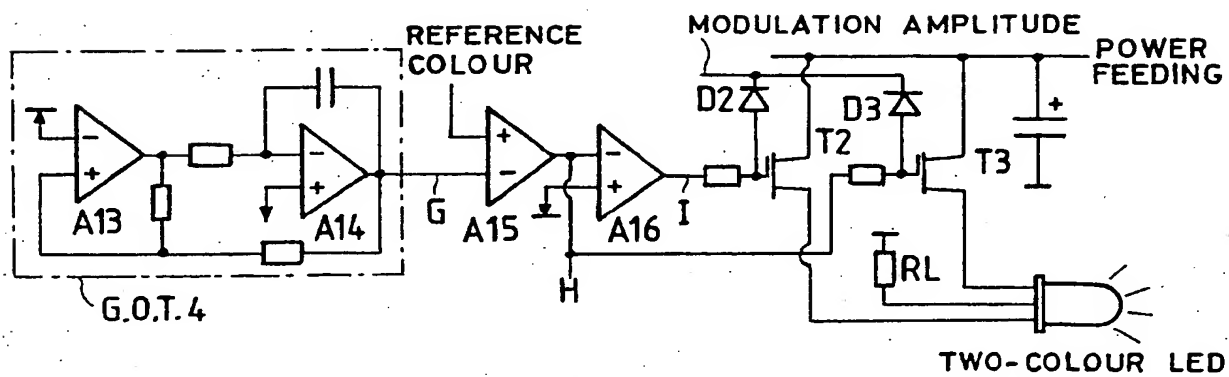 MODULATION AMPLITUDE
REFERENCE
COLOUR
POWER
FEEDING
D2
D3
T2
T3
+
-
+
-
+
+
-
-
+
A13
A14
G
A15
A16
I
H
RL
G.O.T.4
TWO-COLOUR LED